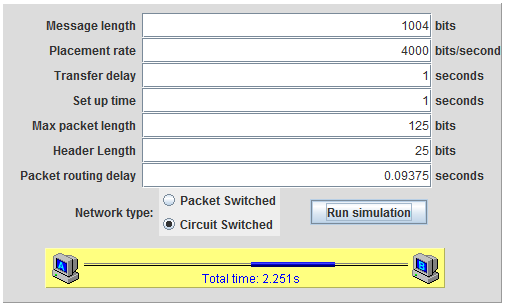 Message length 1004 bits
Placement rate 4000 bits/second
Transfer delay 1 seconds
Set up time 1 seconds
Max packet length 125 bits
Header Length 25 bits
Packet routing delay 0.09375 seconds
Network type: Packet Switched
Circuit Switched
Run simulation
A B
Total time: 2.251s